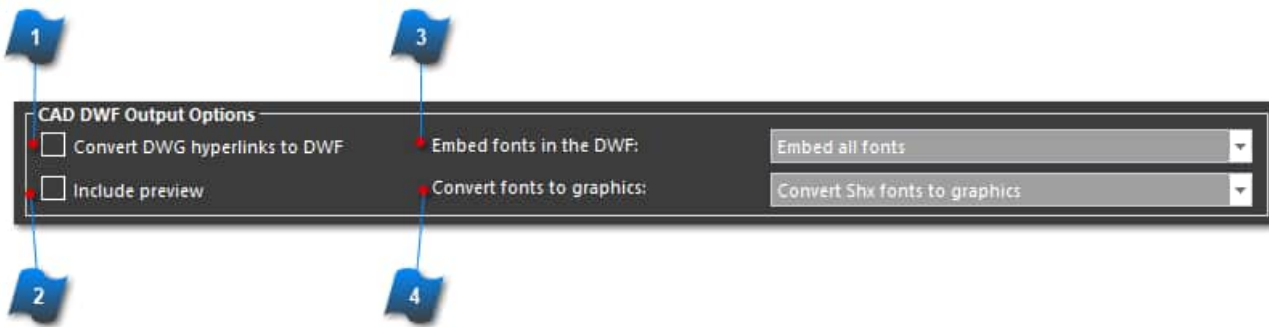 1 3
CAD DWF Output Options
Convert DWG hyperlinks to DWF Embed fonts in the DWF: Embed all fonts
Include preview Convert fonts to graphics: Convert Shx fonts to graphics
2 4